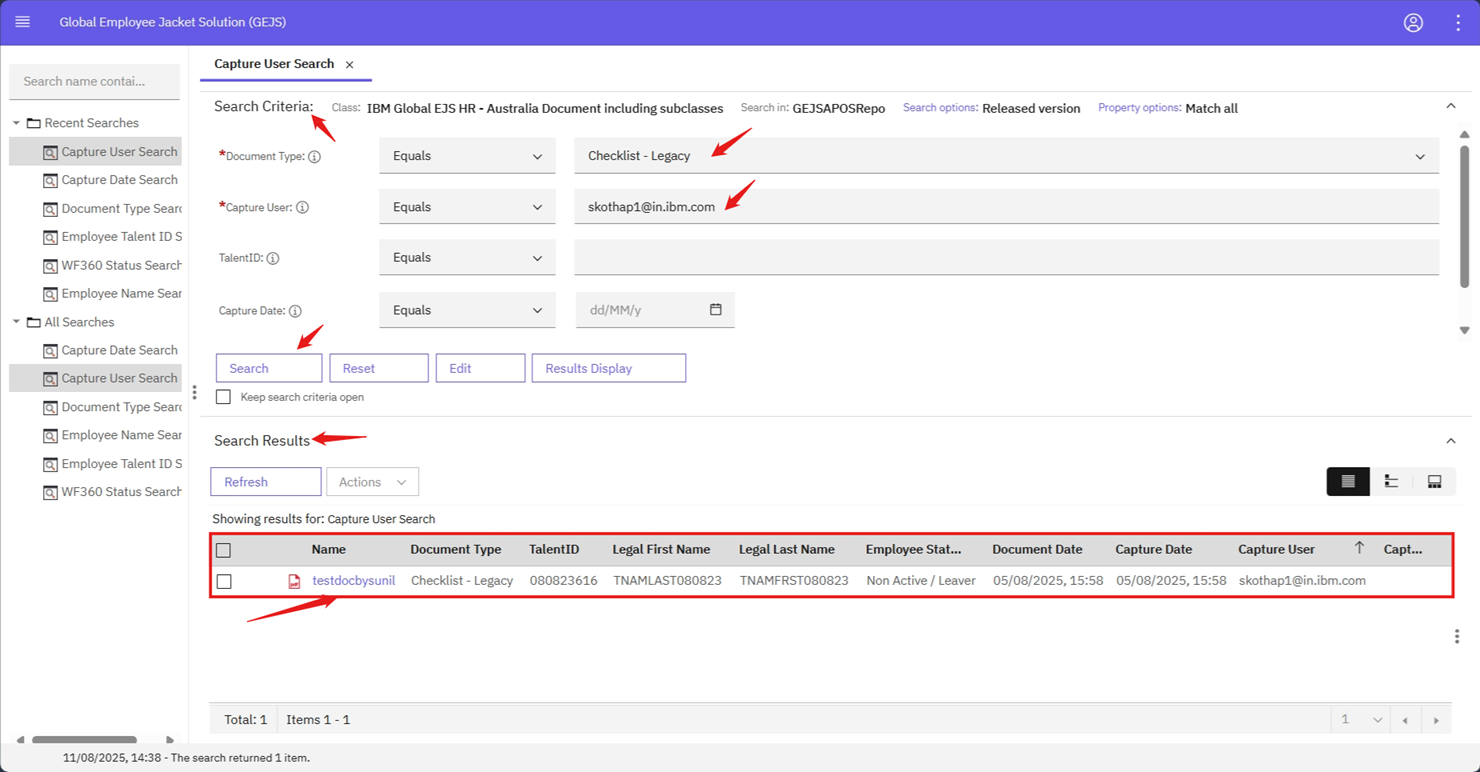 Global Employee Jacket Solution (GEJS)
Search name contai...
Recent Searches
Capture User Search
Capture Date Search
Document Type Searc
Employee Talent ID S
WF360 Status Search
Employee Name Sear
All Searches
Capture Date Search
Capture User Search
Document Type Searc
Employee Name Sear
Employee Talent ID S
WF360 Status Search
Capture User Search
Search Criteria: Class: IBM Global EJS HR - Australia Document including subclasses Search in: GEJSAPOSRepo Search options: Released version Property options: Match all
*Document Type: Equals Checklist - Legacy
*Capture User: Equals skothap1@in.ibm.com
TalentID: Equals
Capture Date: Equals dd/MM/y
Search Reset Edit Results Display
Keep search criteria open
Search Results
Refresh Actions
Showing results for: Capture User Search
Name Document Type TalentID Legal First Name Legal Last Name Employee Stat... Document Date Capture Date Capture User Capt...
testdocbysunil Checklist - Legacy 080823616 TNAMLAST080823 TNAMFRST080823 Non Active / Leaver 05/08/2025, 15:58 05/08/2025, 15:58 skothap1@in.ibm.com
Total: 1 Items 1 - 1 1
11/08/2025, 14:38 - The search returned 1 item.